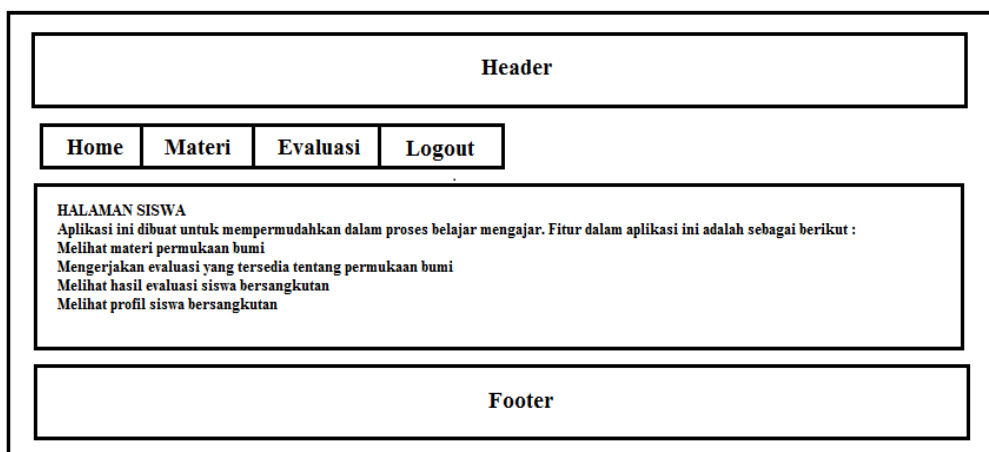 Header
Home Materi Evaluasi Logout
HALAMAN SISWA
Aplikasi ini dibuat untuk mempermudahkan dalam proses belajar mengajar. Fitur dalam aplikasi ini adalah sebagai berikut :
Melihat materi permukaan bumi
Mengerjakan evaluasi yang tersedia tentang permukaan bumi
Melihat hasil evaluasi siswa bersangkutan
Melihat profil siswa bersangkutan
Footer